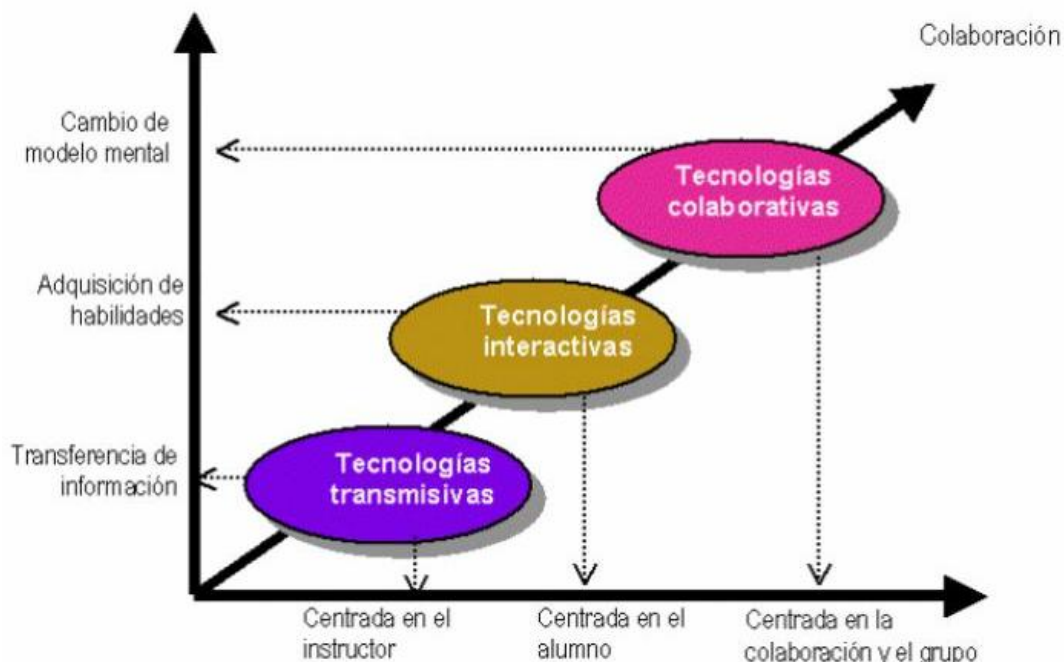 Colaboración
Cambio de
modelo mental
Tecnologías
colaborativas
Adquisición de
habilidades
Tecnologías
interactivas
Transferencia de
información
Tecnologías
transmisivas
Centrada en el
instructor
Centrada en el
alumno
Centrada en la
colaboración y el grupo